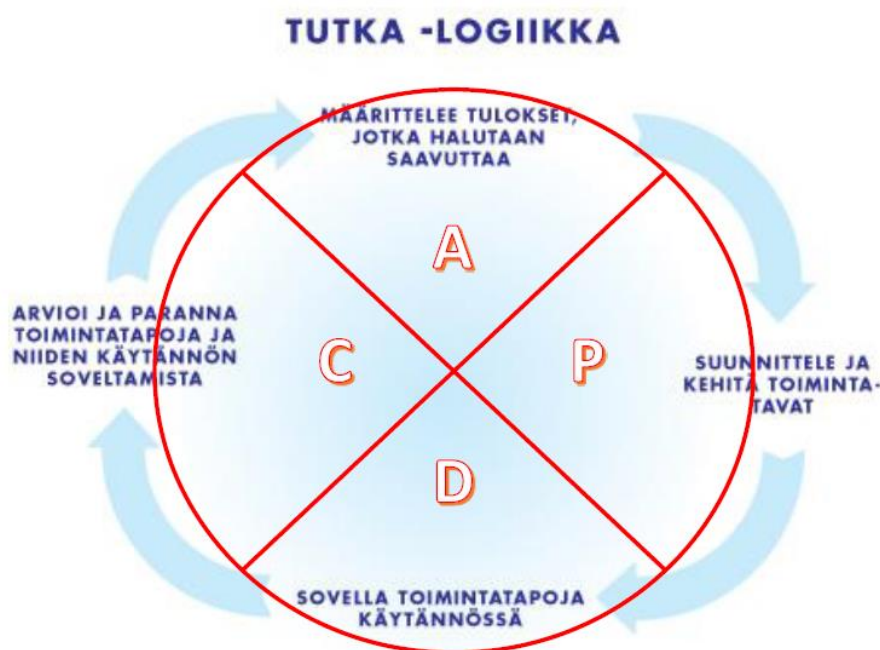 TUTKA -LOGIIKKA
MÄÄRITTELEE TULOKSET,
JOTKA HALUTAAN
SAAVUTTAA
A
ARVIOI JA PARANNA
TOIMINTATAPOJA JA
NIIDEN KÄYTÄNNÖN
SOVELTAMISTA
C
P
SUUNNITTELE JA
KEHITÄ TOIMINTA-
TAVAT
D
SOVELLA TOIMINTATAPOJA
KÄYTÄNNÖSSÄ